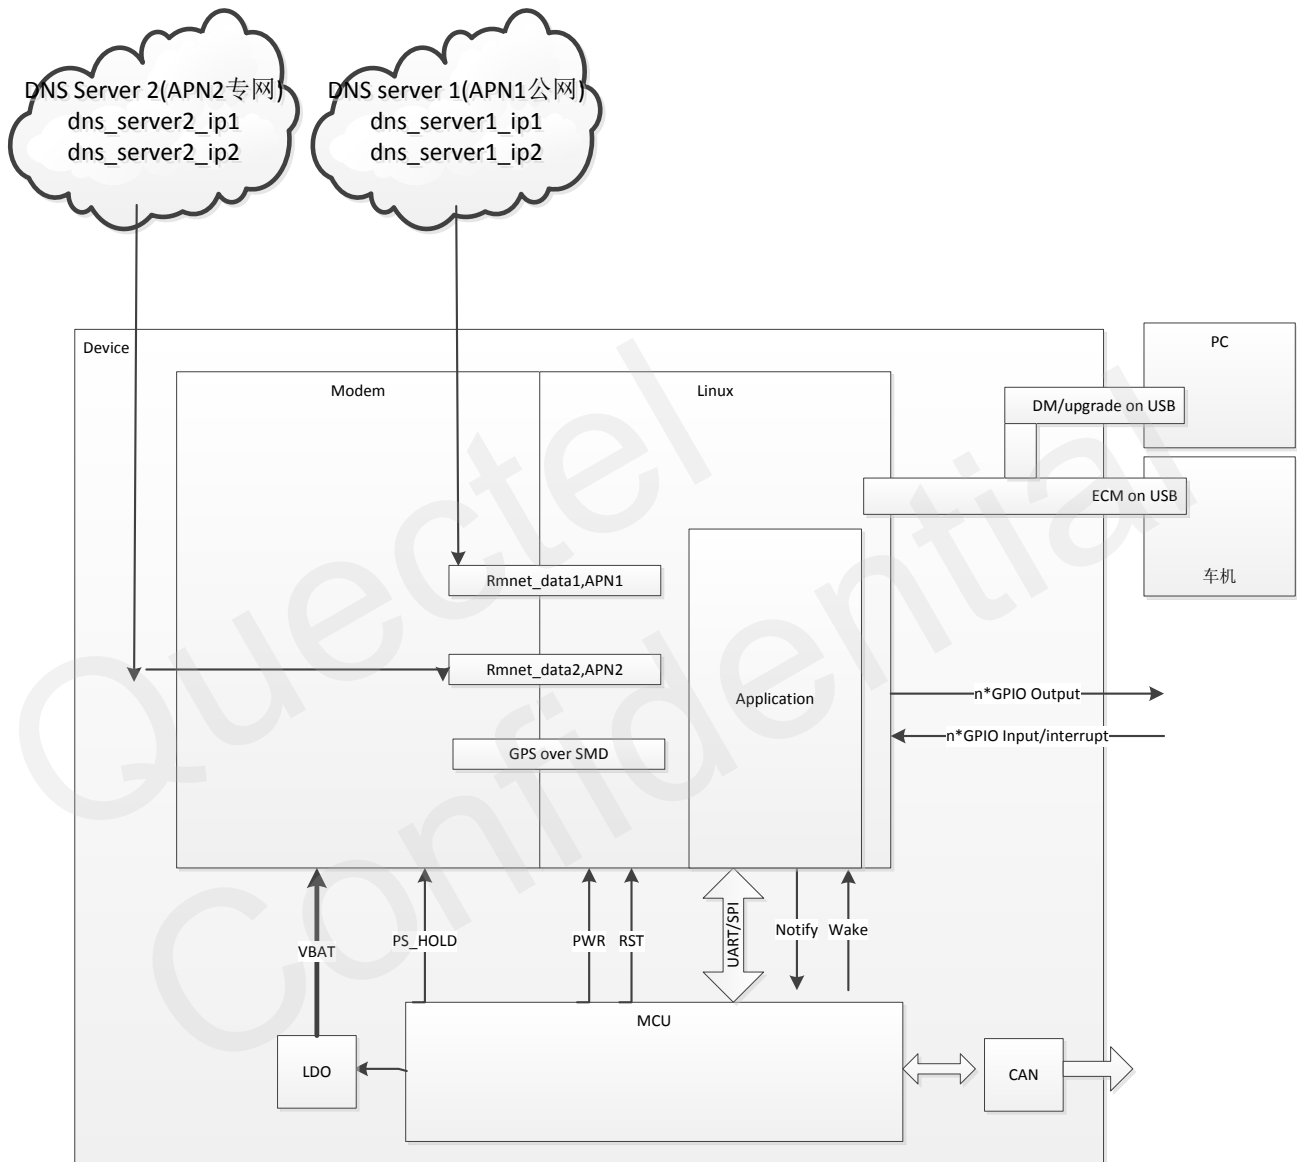 DNS Server 2(APN2专网)
dns_server2_ip1
dns_server2_ip2
DNS server 1(APN1公网)
dns_server1_ip1
dns_server1_ip2
Device
Modem
Linux
PC
DM/upgrade on USB
ECM on USB
车机
Rmnet_data1,APN1
Rmnet_data2,APN2
GPS over SMD
Application
n*GPIO Output
n*GPIO Input/interrupt
VBAT
PS_HOLD
PWR
RST
UART/SPI
Notify
Wake
MCU
LDO
CAN
Quectel
Confidential